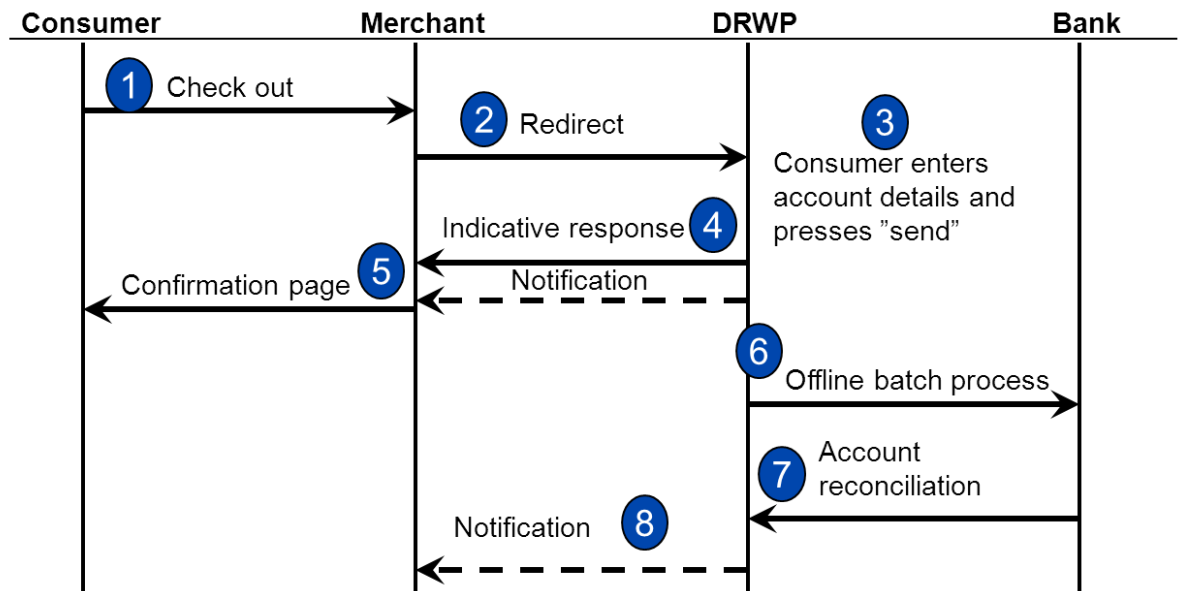 Consumer Merchant DRWP Bank
1 Check out
2 Redirect
3
Consumer enters
account details and
presses ”send”
Indicative response 4
Notification
Confirmation page 5
6
Offline batch process
7 Account
reconciliation
Notification 8